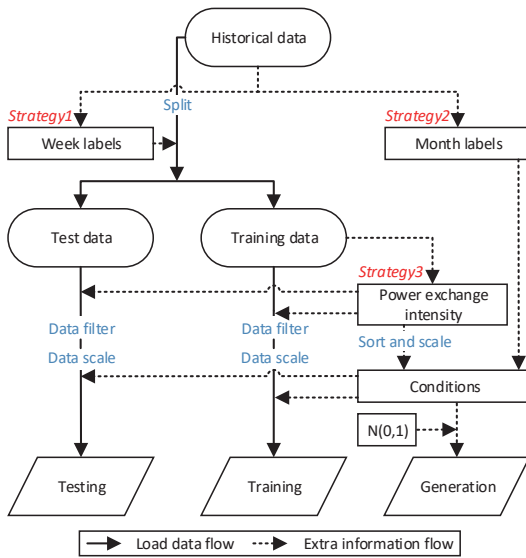 Historical data
Split
Strategy1
Strategy2
Week labels
Month labels
Test data
Training data
Strategy3
Power exchange
intensity
Data filter
Data filter
Sort and scale
Data scale
Data scale
Conditions
N(0,1)
Testing
Training
Generation
Load data flow
Extra information flow